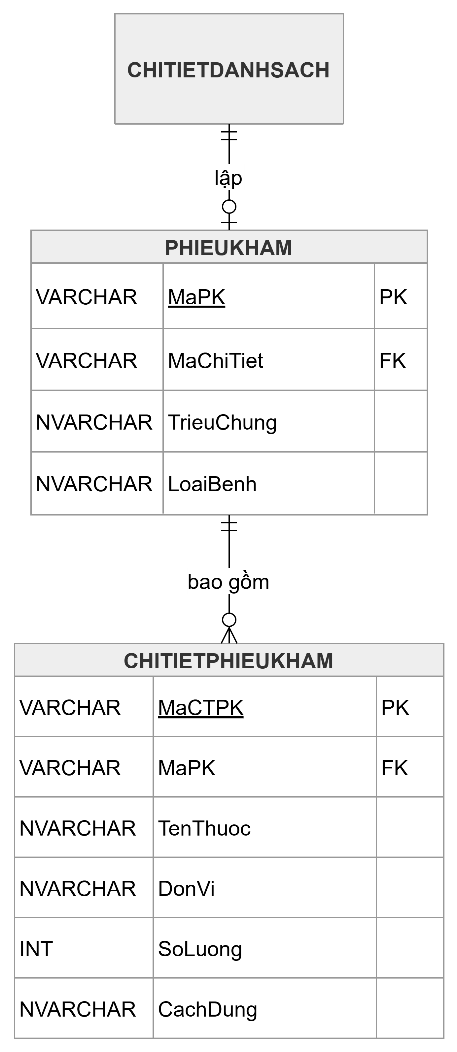 CHITIETDANHSACH
lập
PHIEUKHAM
VARCHAR MaPK PK
VARCHAR MaChiTiet FK
NVARCHAR TrieuChung
NVARCHAR LoaiBenh
bao gồm
CHITIETPHIEUKHAM
VARCHAR MaCTPK PK
VARCHAR MaPK FK
NVARCHAR TenThuoc
NVARCHAR DonVi
INT SoLuong
NVARCHAR CachDung